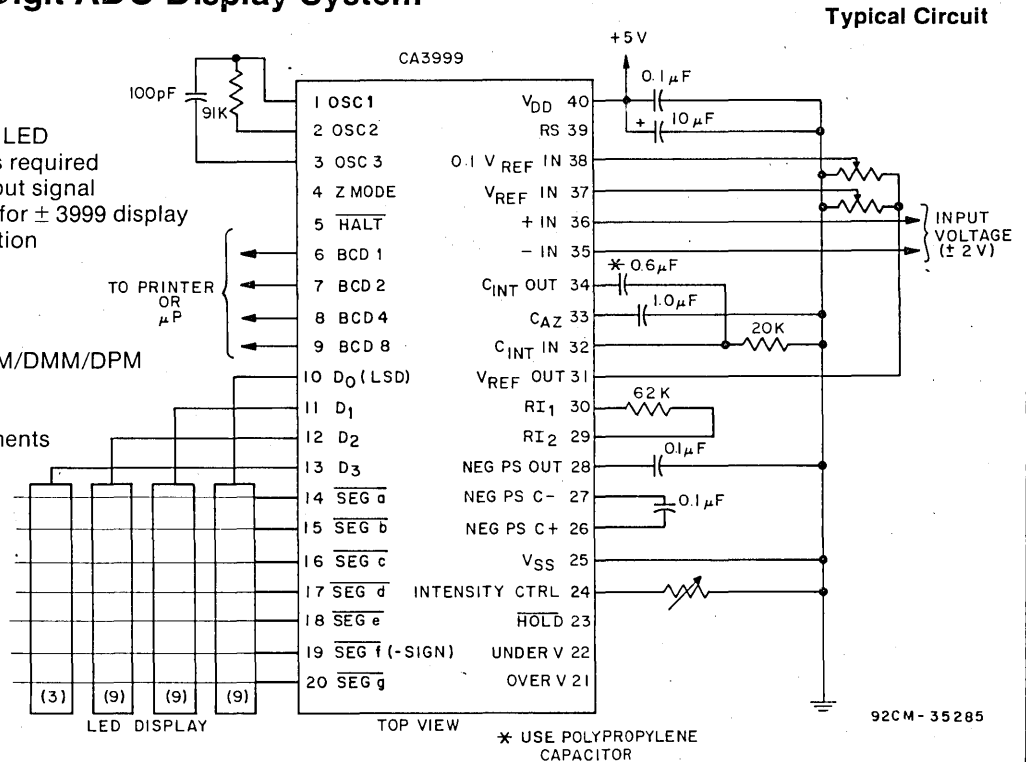 Digit ADC Display System
Typical Circuit
LED
s required
out signal
for ± 3999 display
tion
M/DMM/DPM
nents
CA3999
+5V
100pF
91K
0.1μF
+ 10μF
1 OSC1
2 OSC2
3 OSC 3
4 Z MODE
5 HALT
6 BCD 1
7 BCD 2
8 BCD 4
9 BCD 8
10 D0 (LSD)
11 D1
12 D2
13 D3
14 SEG a
15 SEG b
16 SEG c
17 SEG d
18 SEG e
19 SEG f (-SIGN)
20 SEG g
VDD 40
RS 39
0.1 VREF IN 38
VREF IN 37
+ IN 36
- IN 35
CINT OUT 34
CAZ 33
CINT IN 32
VREF OUT 31
RI1 30
RI2 29
NEG PS OUT 28
NEG PS C- 27
NEG PS C+ 26
VSS 25
INTENSITY CTRL 24
HOLD 23
UNDER V 22
OVER V 21
TO PRINTER
OR
μP
INPUT
VOLTAGE
(± 2V)
* 0.6μF
1.0μF
20K
62 K
0.1μF
0.1μF
(3) (9) (9) (9)
LED DISPLAY
TOP VIEW
* USE POLYPROPYLENE
CAPACITOR
92CM-35285